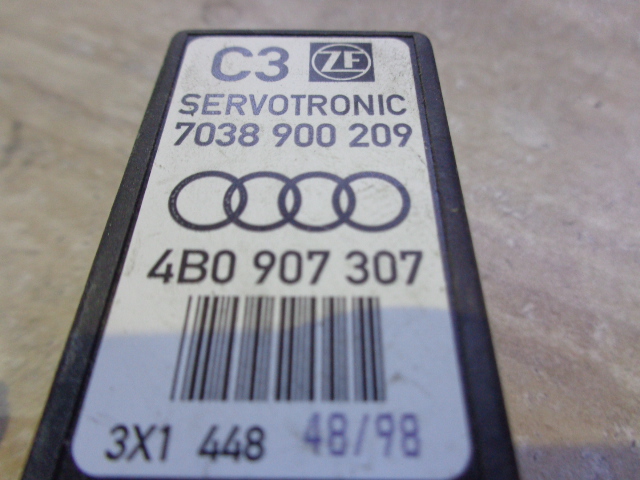 C3 ZF
SERVOTRONIC
7038 900 209
4B0 907 307
3X1 448 48/98